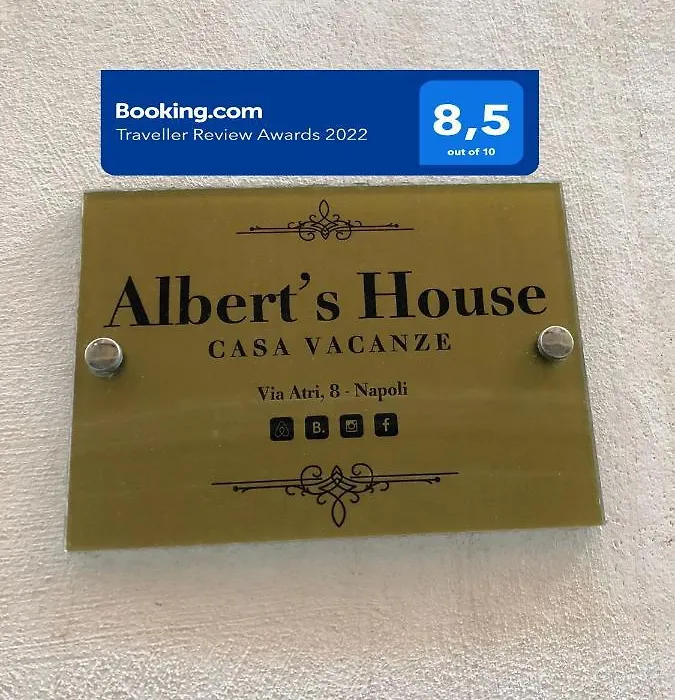 Booking.com
Traveller Review Awards 2022
8,5
out of 10
Albert's House
CASA VACANZE
Via Atri, 8 - Napoli
B.
f